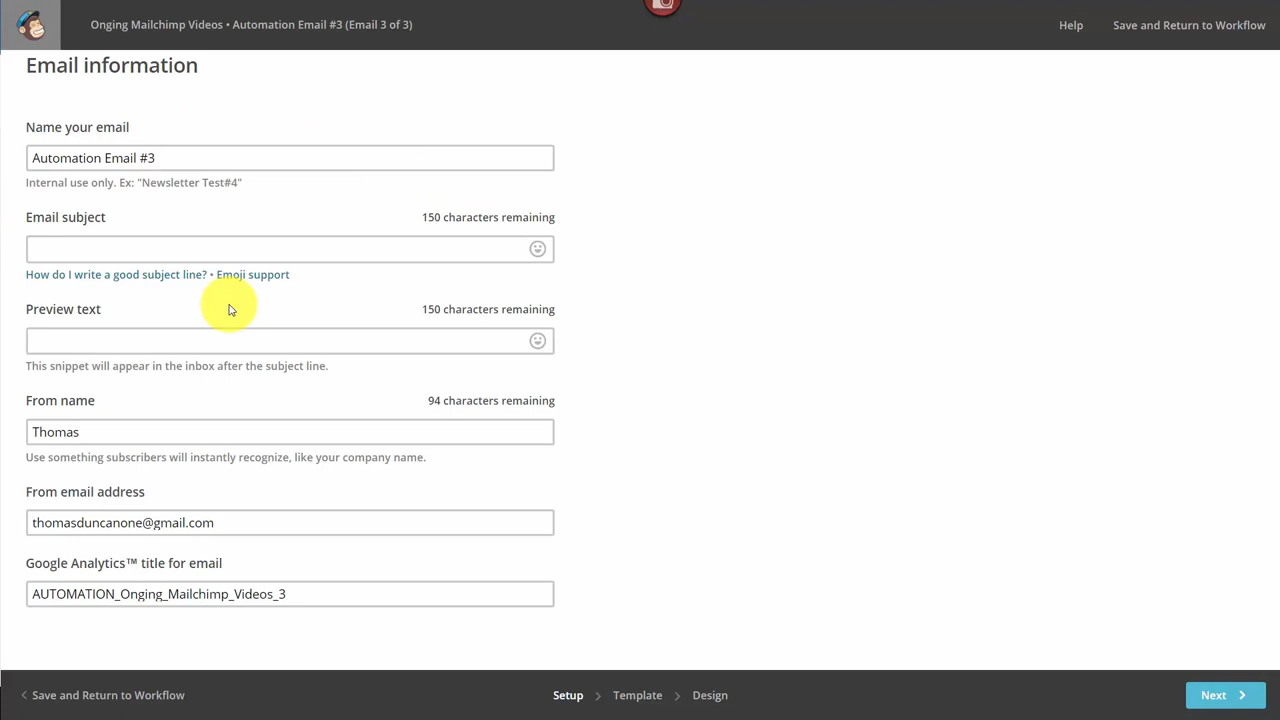 Onging Mailchimp Videos • Automation Email #3 (Email 3 of 3)
Help
Save and Return to Workflow
Email information
Name your email
Automation Email #3
Internal use only. Ex: "Newsletter Test#4"
Email subject
150 characters remaining
How do I write a good subject line? • Emoji support
Preview text
150 characters remaining
This snippet will appear in the inbox after the subject line.
From name
94 characters remaining
Thomas
Use something subscribers will instantly recognize, like your company name.
From email address
thomasduncanone@gmail.com
Google Analytics™ title for email
AUTOMATION_Onging_Mailchimp_Videos_3
Save and Return to Workflow
Setup
Template
Design
Next